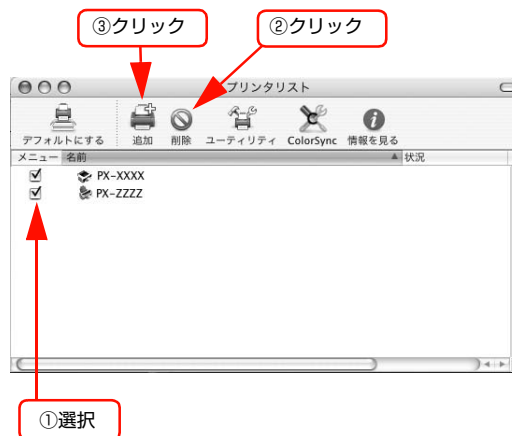 ③クリック
②クリック
プリンタリスト
デフォルトにする
追加
削除
ユーティリティ
ColorSync
情報を見る
メニュー
名前
状況
PX-XXXX
PX-ZZZZ
①選択